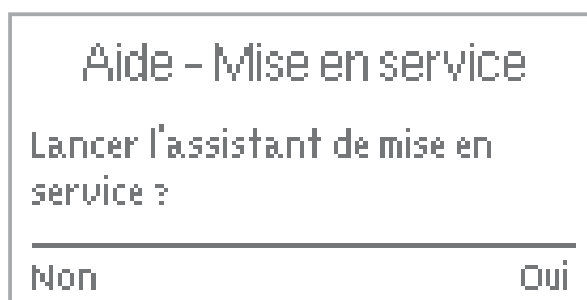 Aide - Mise en service
Lancer l'assistant de mise en
service ?
Non Oui